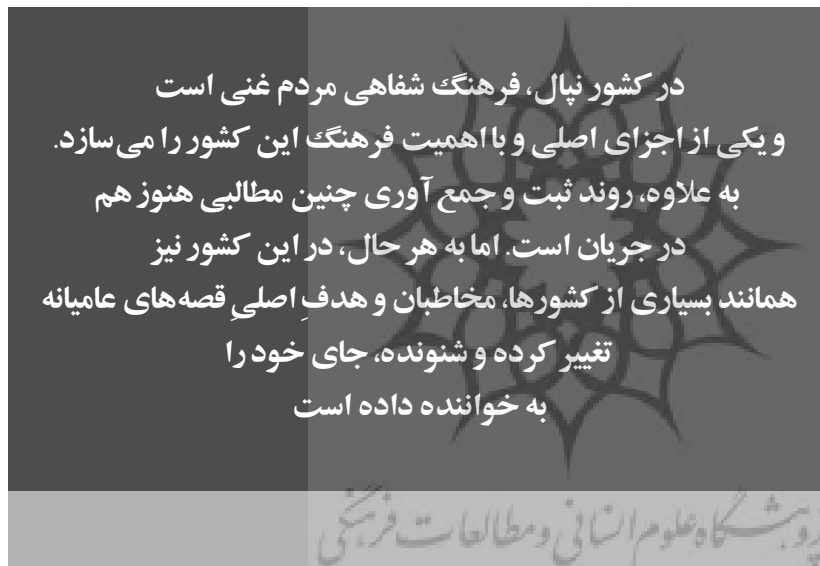 در کشور نپال، فرهنگ شفاهی مردم غنی است
و یکی از اجزای اصلی و با اهمیت فرهنگ این کشور را می‌سازد.
به علاوه، روند ثبت و جمع آوری چنین مطالبی هنوز هم
در جریان است. اما به هر حال، در این کشور نیز
همانند بسیاری از کشورها، مخاطبان و هدفِ اصلیِ قصه‌های عامیانه
تغییر کرده و شنونده، جای خود را
به خواننده داده است
پژوهشگاه علوم انسانی و مطالعات فرهنگی